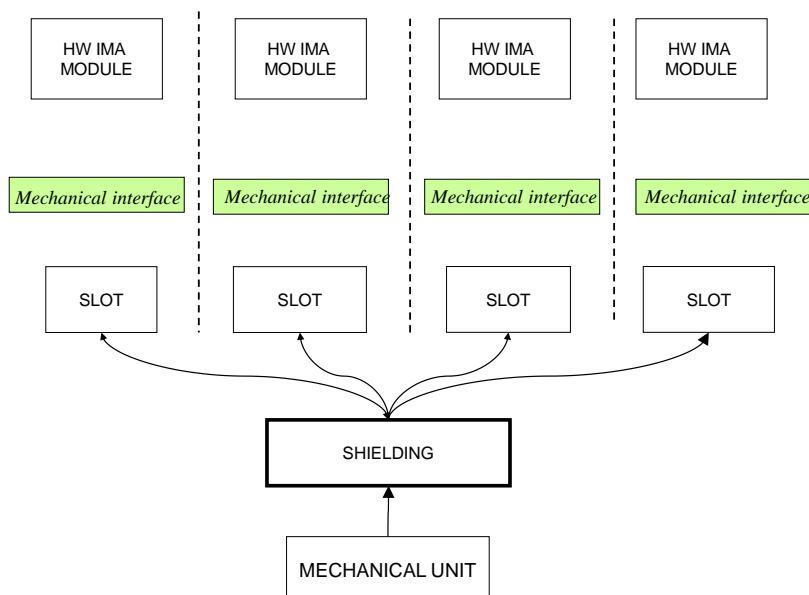 HW IMA
MODULE
HW IMA
MODULE
HW IMA
MODULE
HW IMA
MODULE
Mechanical interface
Mechanical interface
Mechanical interface
Mechanical interface
SLOT
SLOT
SLOT
SLOT
SHIELDING
MECHANICAL UNIT